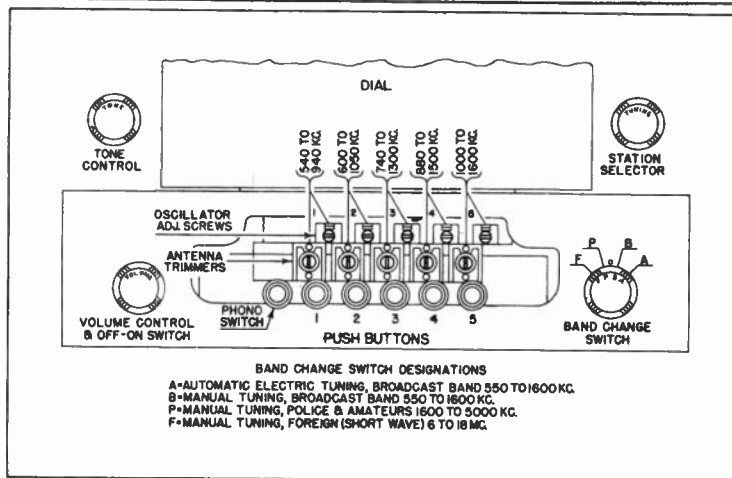 DIAL
TONE
TONE
CONTROL
TUNING
STATION
SELECTOR
540 TO
940 KC.
600 TO
1050 KC.
740 TO
1300 KC.
880 TO
1500 KC.
1000 TO
1600 KC.
OSCILLATOR
ADJ. SCREWS
1 2 3 4 5
ANTENNA
TRIMMERS
VOLUME
VOLUME CONTROL
& OFF-ON SWITCH
PHONO
SWITCH
1 2 3 4 5
PUSH BUTTONS
F P B A
F P B A
BAND CHANGE
SWITCH
BAND CHANGE SWITCH DESIGNATIONS
A=AUTOMATIC ELECTRIC TUNING, BROADCAST BAND 550 TO 1600 KC.
B=MANUAL TUNING, BROADCAST BAND 550 TO 1600 KC.
P=MANUAL TUNING, POLICE & AMATEURS 1600 TO 5000 KC.
F=MANUAL TUNING, FOREIGN (SHORT WAVE) 6 TO 18 MC.